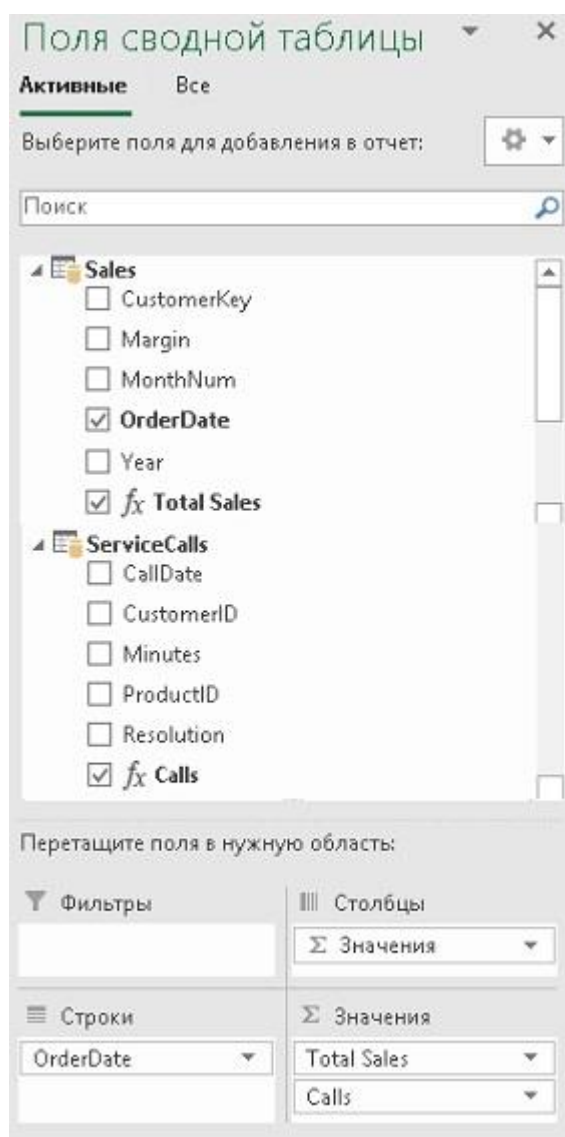 Поля сводной таблицы
Активные Все
Выберите поля для добавления в отчет:
Поиск
Sales
CustomerKey
Margin
MonthNum
OrderDate
Year
fx Total Sales
ServiceCalls
CallDate
CustomerID
Minutes
ProductID
Resolution
fx Calls
Перетащите поля в нужную область:
Фильтры
Столбцы
Σ Значения
Строки
Σ Значения
OrderDate
Total Sales
Calls